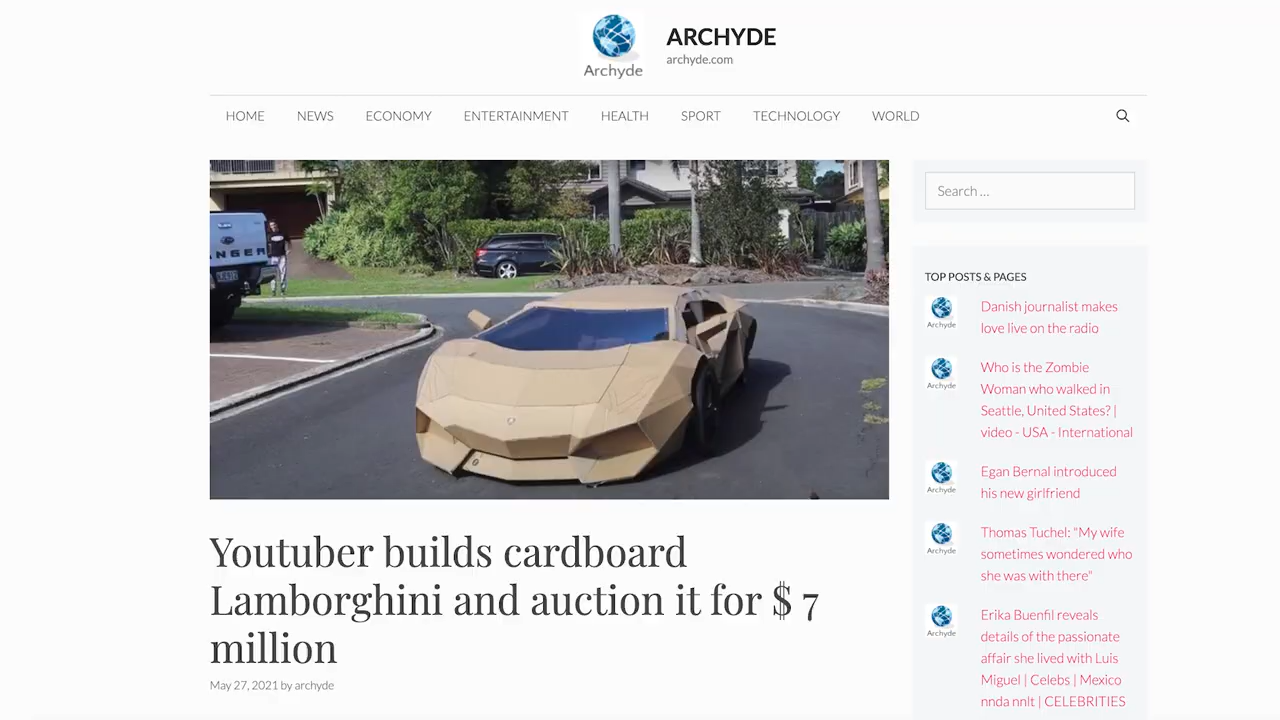 Archyde
ARCHYDE
archyde.com
HOME NEWS ECONOMY ENTERTAINMENT HEALTH SPORT TECHNOLOGY WORLD
ANGER
Search ...
TOP POSTS & PAGES
Archyde
Danish journalist makes
love live on the radio
Archyde
Who is the Zombie
Woman who walked in
Seattle, United States? |
video - USA - International
Archyde
Egan Bernal introduced
his new girlfriend
Archyde
Thomas Tuchel: "My wife
sometimes wondered who
she was with there"
Archyde
Erika Buenfil reveals
details of the passionate
affair she lived with Luis
Miguel | Celebs | Mexico
nnda nnlt | CELEBRITIES
Youtuber builds cardboard
Lamborghini and auction it for $ 7
million
May 27, 2021 by archyde